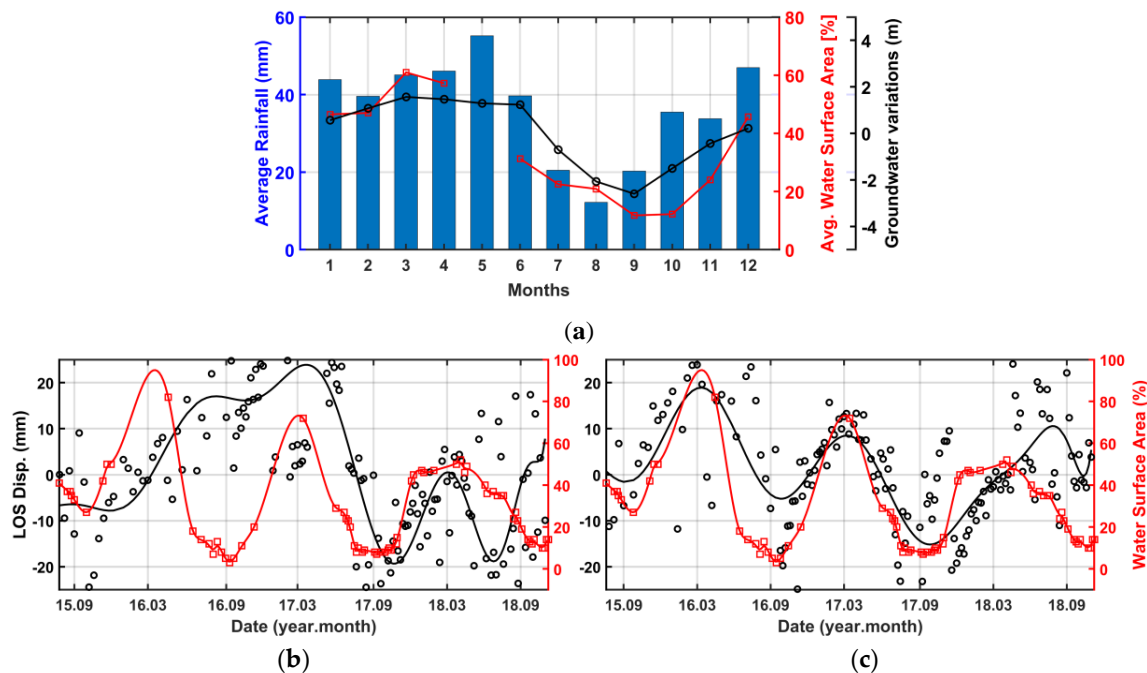 60
40
20
0
Average Rainfall (mm)
80
60
40
20
0
Avg. Water Surface Area [%]
4
2
0
-2
-4
Groundwater variations (m)
1 2 3 4 5 6 7 8 9 10 11 12
Months
(a)
20
10
0
-10
-20
LOS Disp. (mm)
100
80
60
40
20
0
15.09 16.03 16.09 17.03 17.09 18.03 18.09
Date (year.month)
(b)
20
10
0
-10
-20
100
80
60
40
20
0
Water Surface Area (%)
15.09 16.03 16.09 17.03 17.09 18.03 18.09
Date (year.month)
(c)